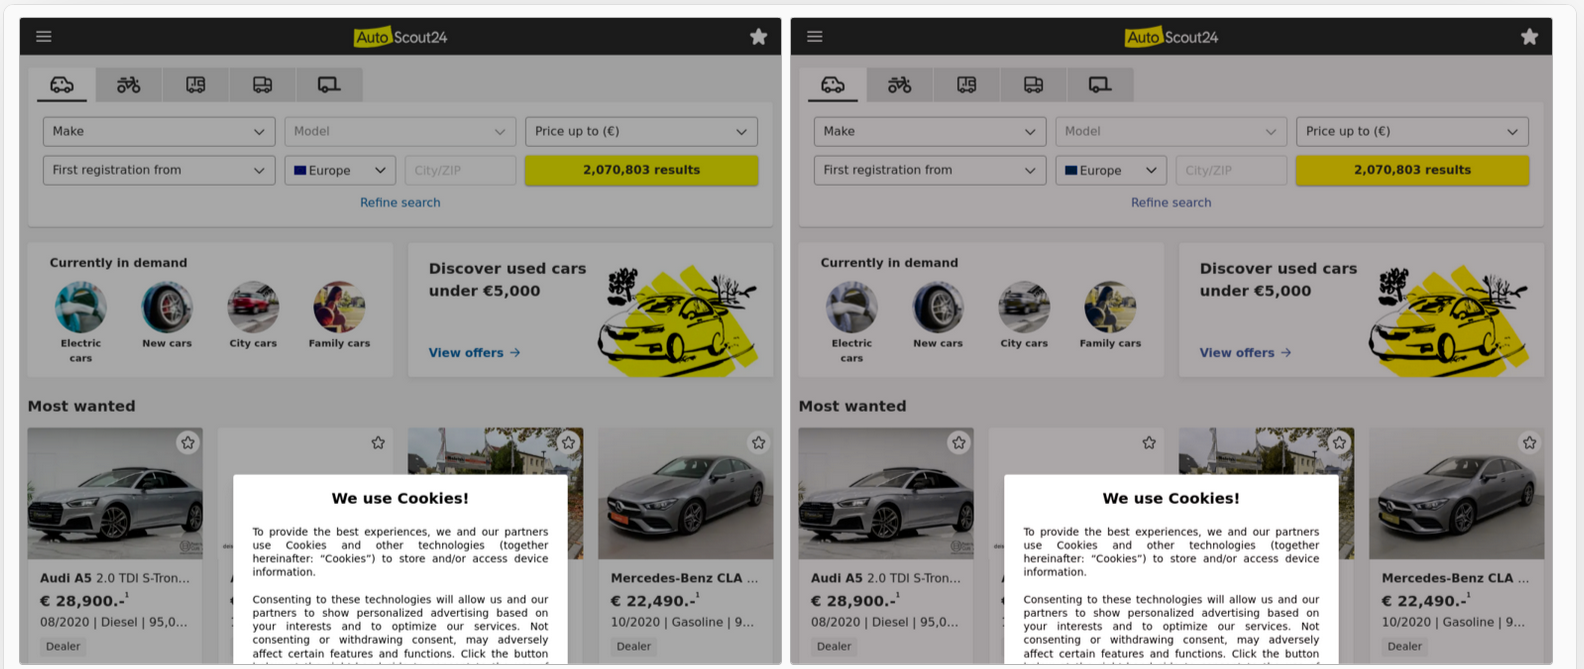 Auto Scout24
Make
Model
Price up to (€)
First registration from
Europe
City/ZIP
2,070,803 results
Refine search
Currently in demand
Electric
cars
New cars
City cars
Family cars
Discover used cars
under €5,000
View offers →
Most wanted
Audi A5 2.0 TDI S-Tron...
€ 28,900.-¹
08/2020 | Diesel | 95,0...
Dealer
We use Cookies!
To provide the best experiences, we and our partners
use Cookies and other technologies (together
hereinafter: “Cookies”) to store and/or access device
information.
Consenting to these technologies will allow us and our
partners to show personalized advertising based on
your interests and to optimize our services. Not
consenting or withdrawing consent, may adversely
affect certain features and functions. Click the button
Mercedes-Benz CLA ...
€ 22,490.-¹
10/2020 | Gasoline | 9...
Dealer
Auto Scout24
Make
Model
Price up to (€)
First registration from
Europe
City/ZIP
2,070,803 results
Refine search
Currently in demand
Electric
cars
New cars
City cars
Family cars
Discover used cars
under €5,000
View offers →
Most wanted
Audi A5 2.0 TDI S-Tron...
€ 28,900.-¹
08/2020 | Diesel | 95,0...
Dealer
We use Cookies!
To provide the best experiences, we and our partners
use Cookies and other technologies (together
hereinafter: “Cookies”) to store and/or access device
information.
Consenting to these technologies will allow us and our
partners to show personalized advertising based on
your interests and to optimize our services. Not
consenting or withdrawing consent, may adversely
affect certain features and functions. Click the button
Mercedes-Benz CLA ...
€ 22,490.-¹
10/2020 | Gasoline | 9...
Dealer